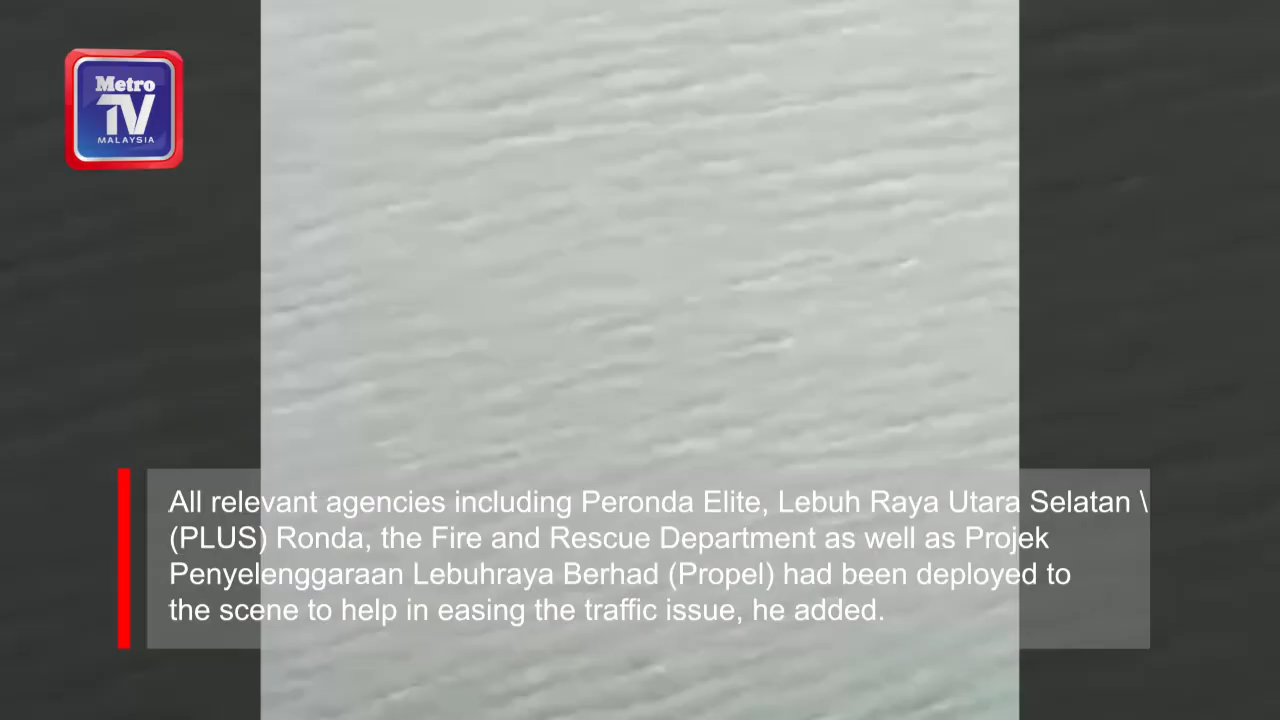 Metro
TV
MALAYSIA
All relevant agencies including Peronda Elite, Lebuh Raya Utara Selatan \
(PLUS) Ronda, the Fire and Rescue Department as well as Projek
Penyelenggaraan Lebuhraya Berhad (Propel) had been deployed to
the scene to help in easing the traffic issue, he added.